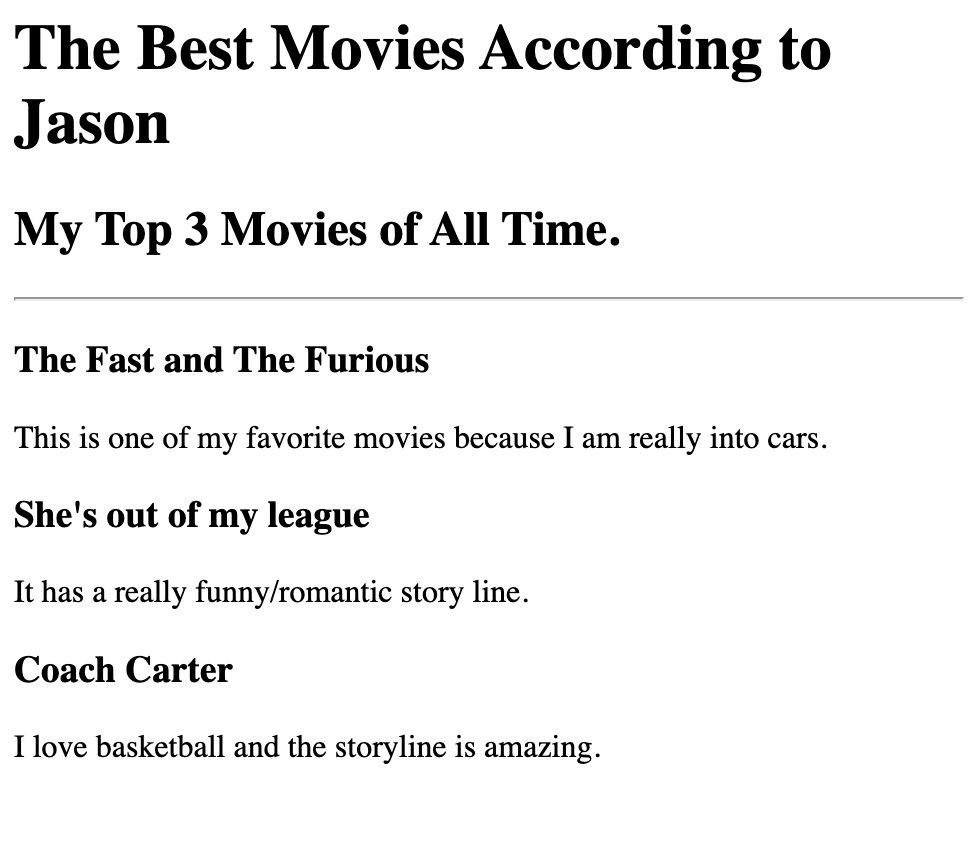 The Best Movies According to
Jason
My Top 3 Movies of All Time.
The Fast and The Furious
This is one of my favorite movies because I am really into cars.
She's out of my league
It has a really funny/romantic story line.
Coach Carter
I love basketball and the storyline is amazing.